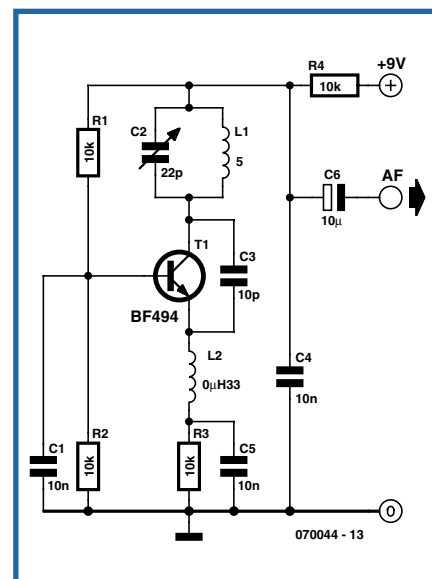 R4
+9V
10k
R1
10k
C2
22p
L1
5
C6
10µ
AF
T1
BF494
C3
10p
L2
0µH33
C4
10n
C1
10n
R2
10k
R3
10k
C5
10n
0
070044 - 13